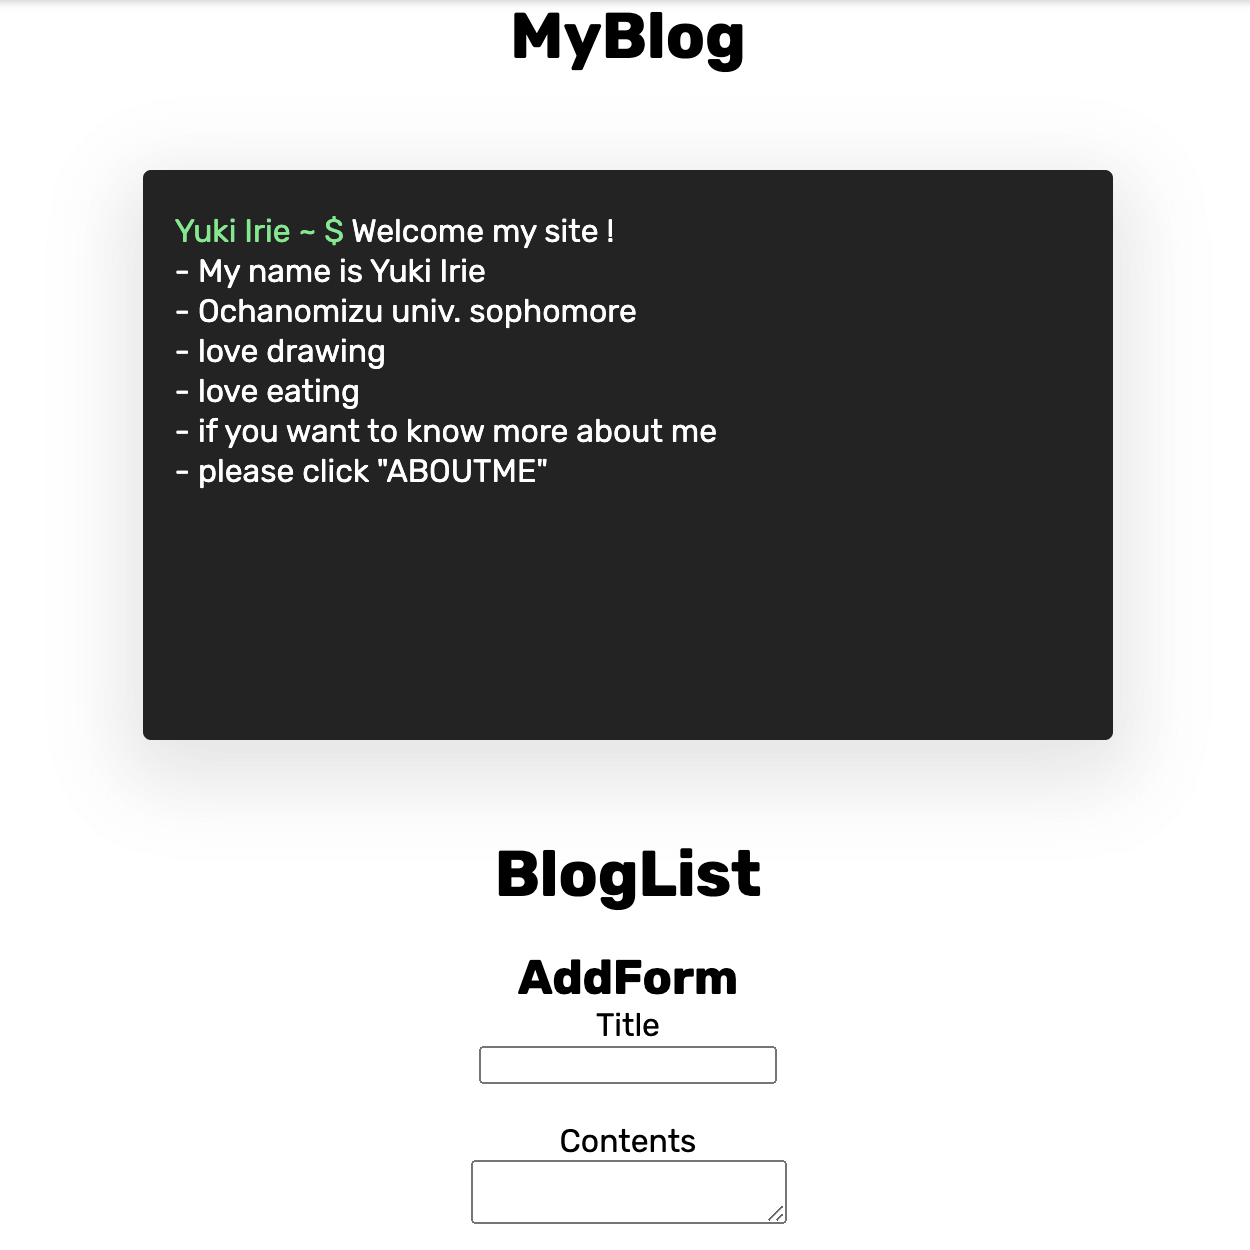 MyBlog
Yuki Irie ~ $ Welcome my site !
- My name is Yuki Irie
- Ochanomizu univ. sophomore
- love drawing
- love eating
- if you want to know more about me
- please click "ABOUTME"
BlogList
AddForm
Title
Contents